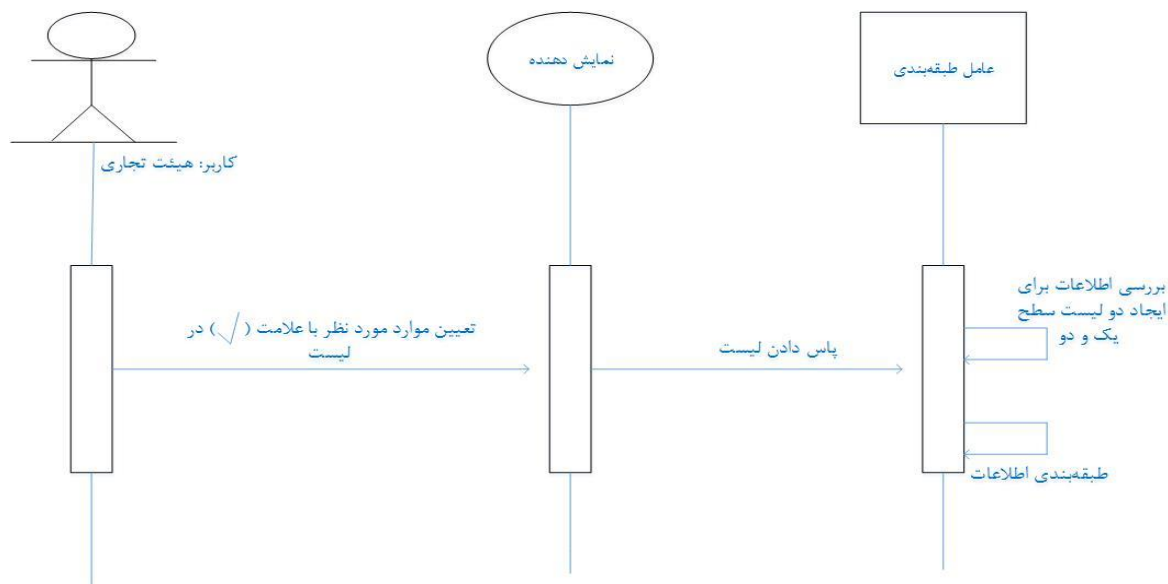 نمایش دهنده
عامل طبقه‌بندی
کاربر: هیئت تجاری
تعیین موارد مورد نظر با علامت (√) در
لیست
پاس دادن لیست
بررسی اطلاعات برای
ایجاد دو لیست سطح
یک و دو
طبقه‌بندی اطلاعات